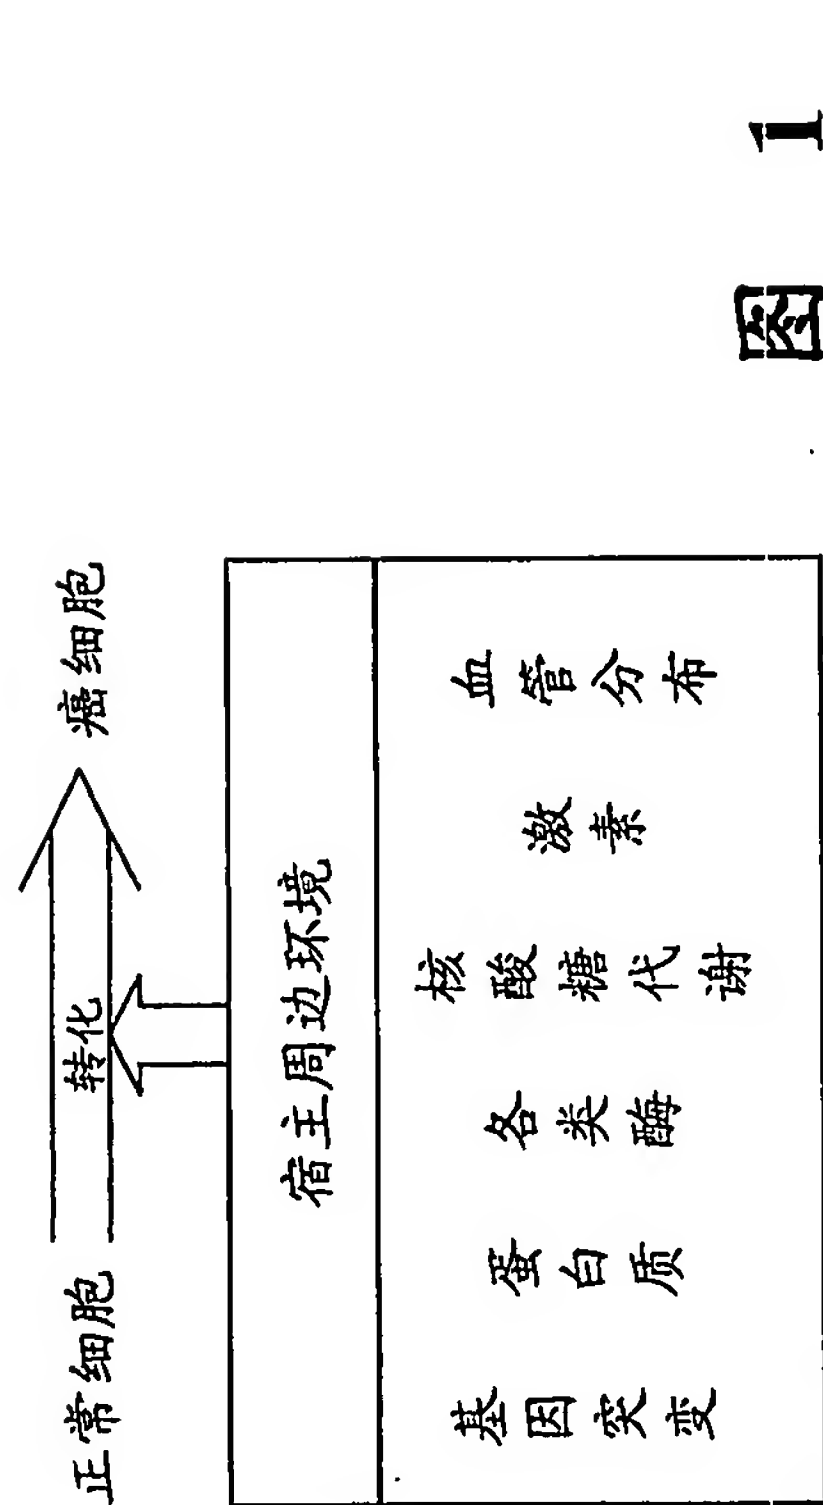 正常细胞 转化 癌细胞
宿主周边环境
基因突变 蛋白质 各类酶 核酸糖代谢 激素 血管分布
图 1